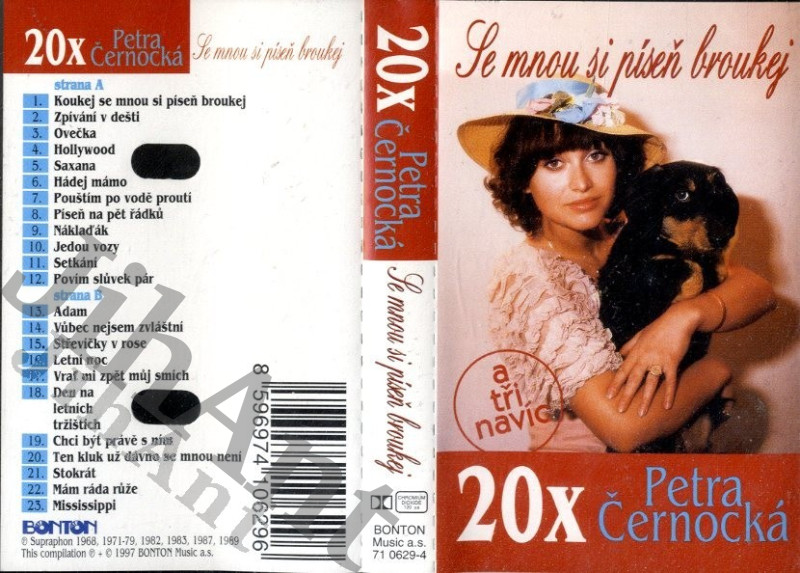 20x Petra Černocká Se mnou si píseň broukej
strana A
1. Koukej se mnou si píseň broukej
2. Zpívání v dešti
3. Ovečka
4. Hollywood
5. Saxana
6. Hádej mámo
7. Pouštím po vodě proutí
8. Píseň na pět řádků
9. Náklaďák
10. Jedou vozy
11. Setkání
12. Povím slůvek pár
strana B
13. Adam
14. Vůbec nejsem zvláštní
15. Střevíčky v rose
16. Letní noc
17. Vrať mi zpět můj smích
18. Den na
letních
tržištích
19. Chci být právě s ním
20. Ten kluk už dávno se mnou není
21. Stokrát
22. Mám ráda růže
23. Mississippi
BONTON
℗ Supraphon 1968, 1971-79, 1982, 1983, 1987, 1989
This compilation ℗ + © 1997 BONTON Music a.s.
8 596974 106296
20x Petra Černocká
Se mnou si píseň broukej
CHROMIUM
DIOXIDE
BONTON
Music a.s.
71 0629-4
Se mnou si píseň broukej
a
tři
navíc
20x Petra Černocká
JihAnt
JihAnt